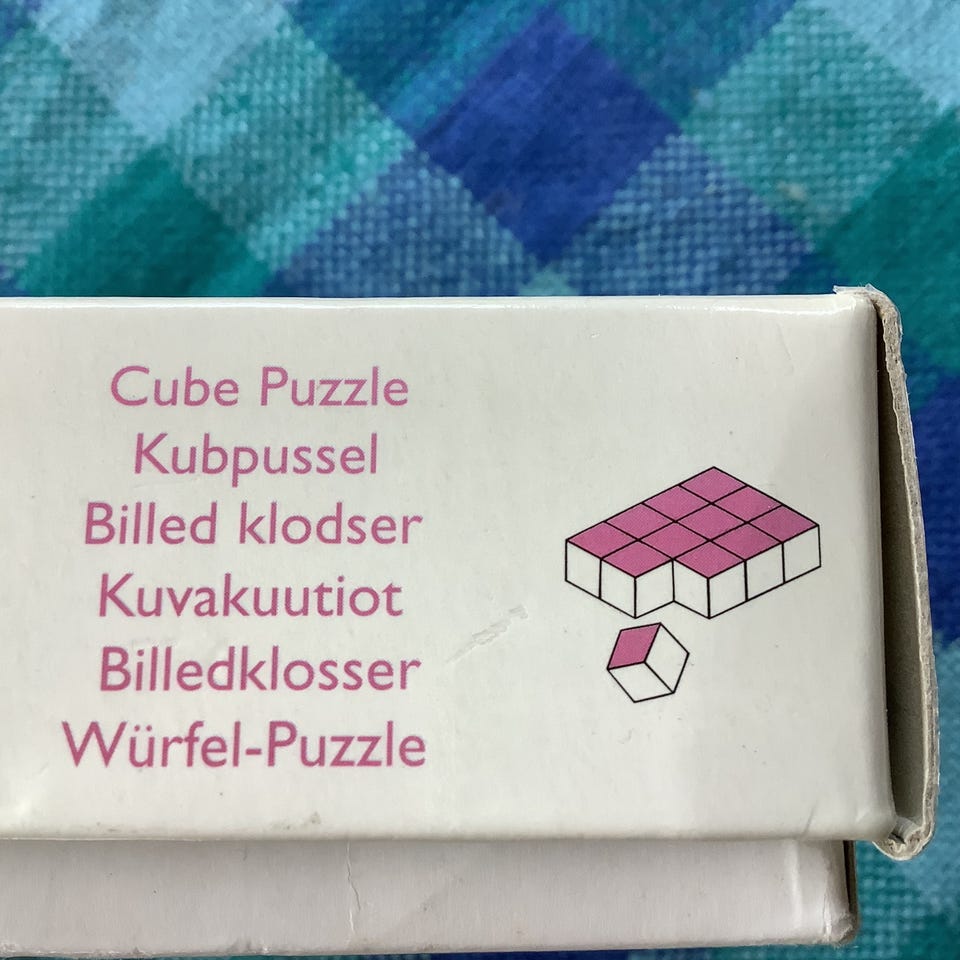 Cube Puzzle
Kubpussel
Billed klodser
Kuvakuutiot
Billedklosser
Würfel-Puzzle